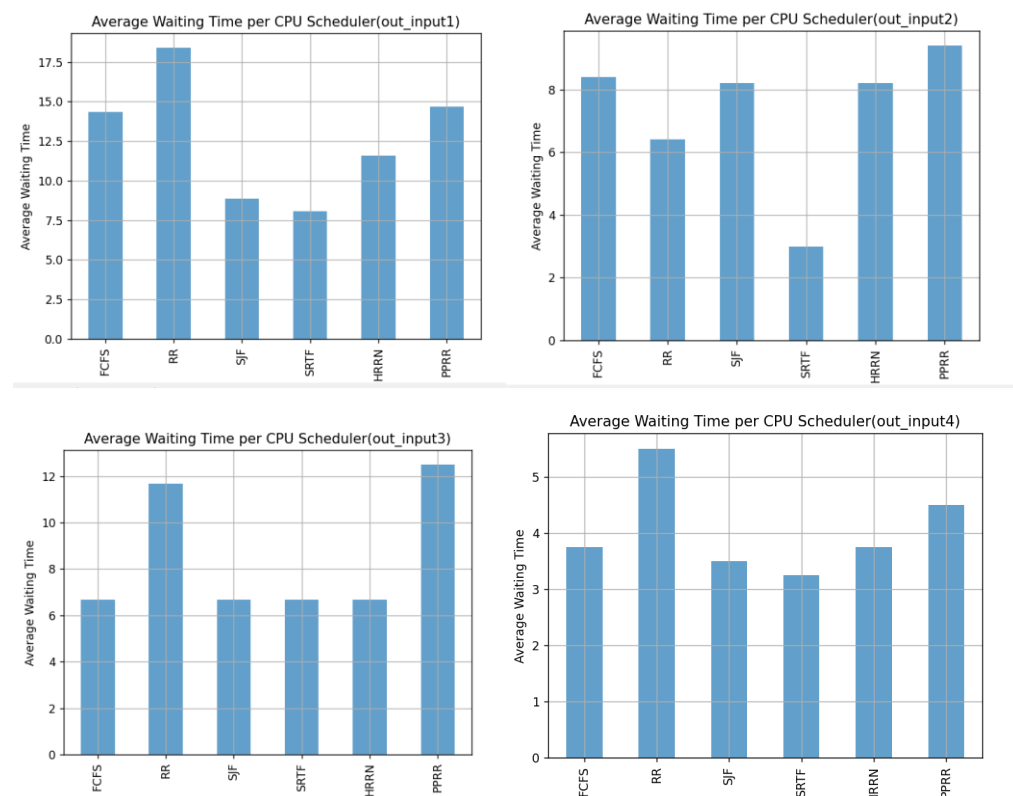 Average Waiting Time per CPU Scheduler(out_input1)
Average Waiting Time
17.5
15.0
12.5
10.0
7.5
5.0
2.5
0.0
FCFS
RR
SJF
SRTF
HRRN
PPRR
Average Waiting Time per CPU Scheduler(out_input2)
Average Waiting Time
8
6
4
2
0
FCFS
RR
SJF
SRTF
HRRN
PPRR
Average Waiting Time per CPU Scheduler(out_input3)
Average Waiting Time
12
10
8
6
4
2
0
FCFS
RR
SJF
SRTF
HRRN
PPRR
Average Waiting Time per CPU Scheduler(out_input4)
Average Waiting Time
5
4
3
2
1
0
FCFS
RR
SJF
SRTF
HRRN
PPRR